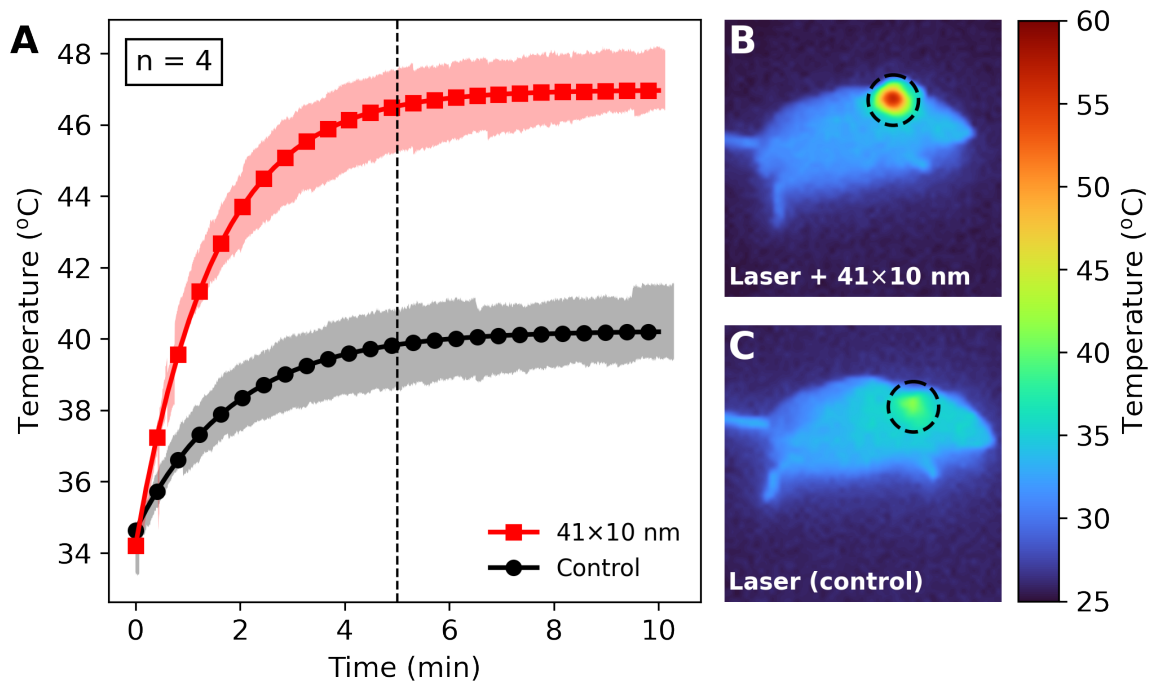 A
n = 4
48
46
44
42
40
38
36
34
Temperature (°C)
41×10 nm
Control
0 2 4 6 8 10
Time (min)
B
Laser + 41×10 nm
C
Laser (control)
60
55
50
45
40
35
30
25
Temperature (°C)